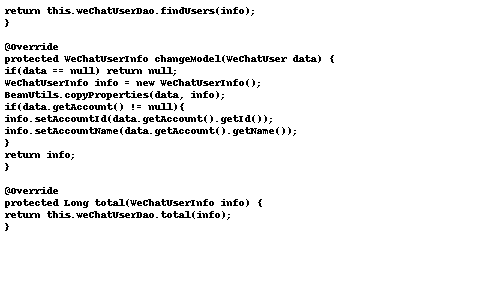 return this.weChatUserDao.findUsers(info);
}

@Override
protected WeChatUserInfo changeModel(WeChatUser data) {
if(data == null) return null;
WeChatUserInfo info = new WeChatUserInfo();
BeanUtils.copyProperties(data, info);
if(data.getAccount() != null){
info.setAccountId(data.getAccount().getId());
info.setAccountName(data.getAccount().getName());
}
return info;
}

@Override
protected Long total(WeChatUserInfo info) {
return this.weChatUserDao.total(info);
}